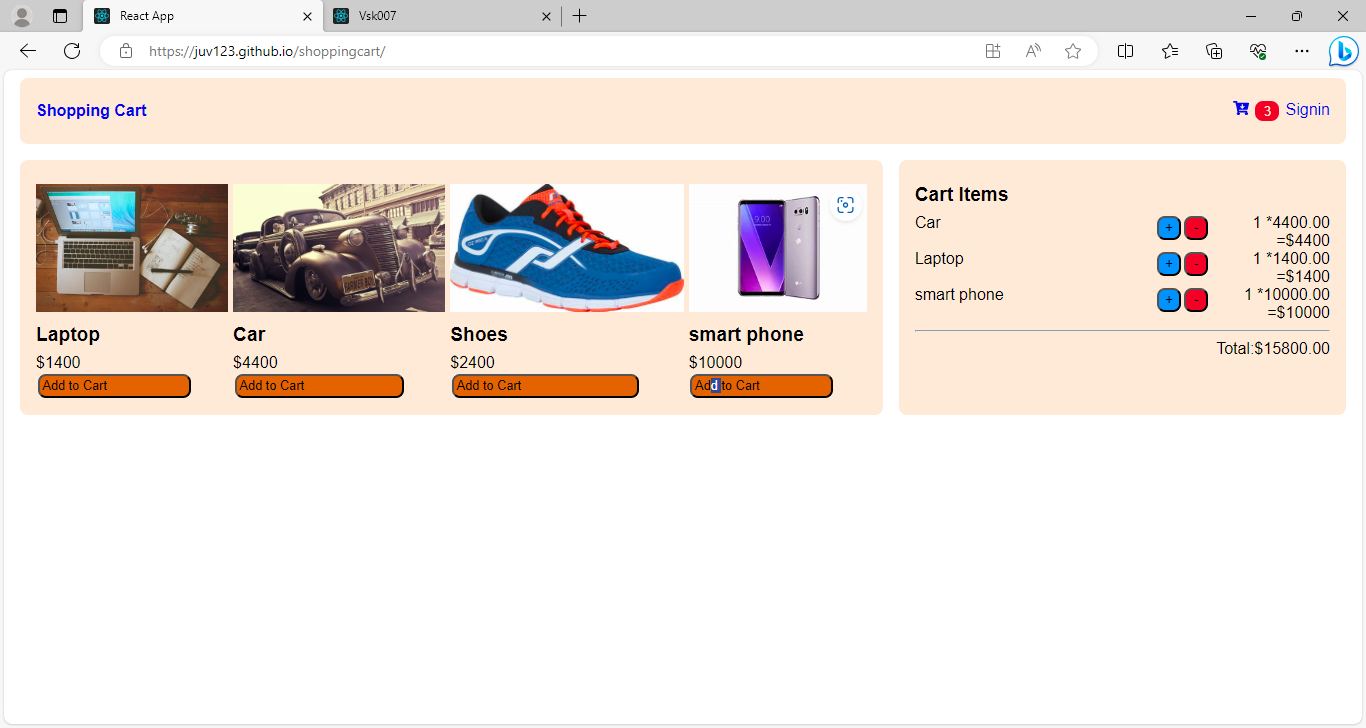 React App
Vsk007
https://juv123.github.io/shoppingcart/
Shopping Cart
3 Signin
Laptop
$1400
Add to Cart
Car
$4400
Add to Cart
Shoes
$2400
Add to Cart
smart phone
$10000
Add to Cart
Cart Items
Car + - 1 *4400.00
=$4400
Laptop + - 1 *1400.00
=$1400
smart phone + - 1 *10000.00
=$10000
Total:$15800.00